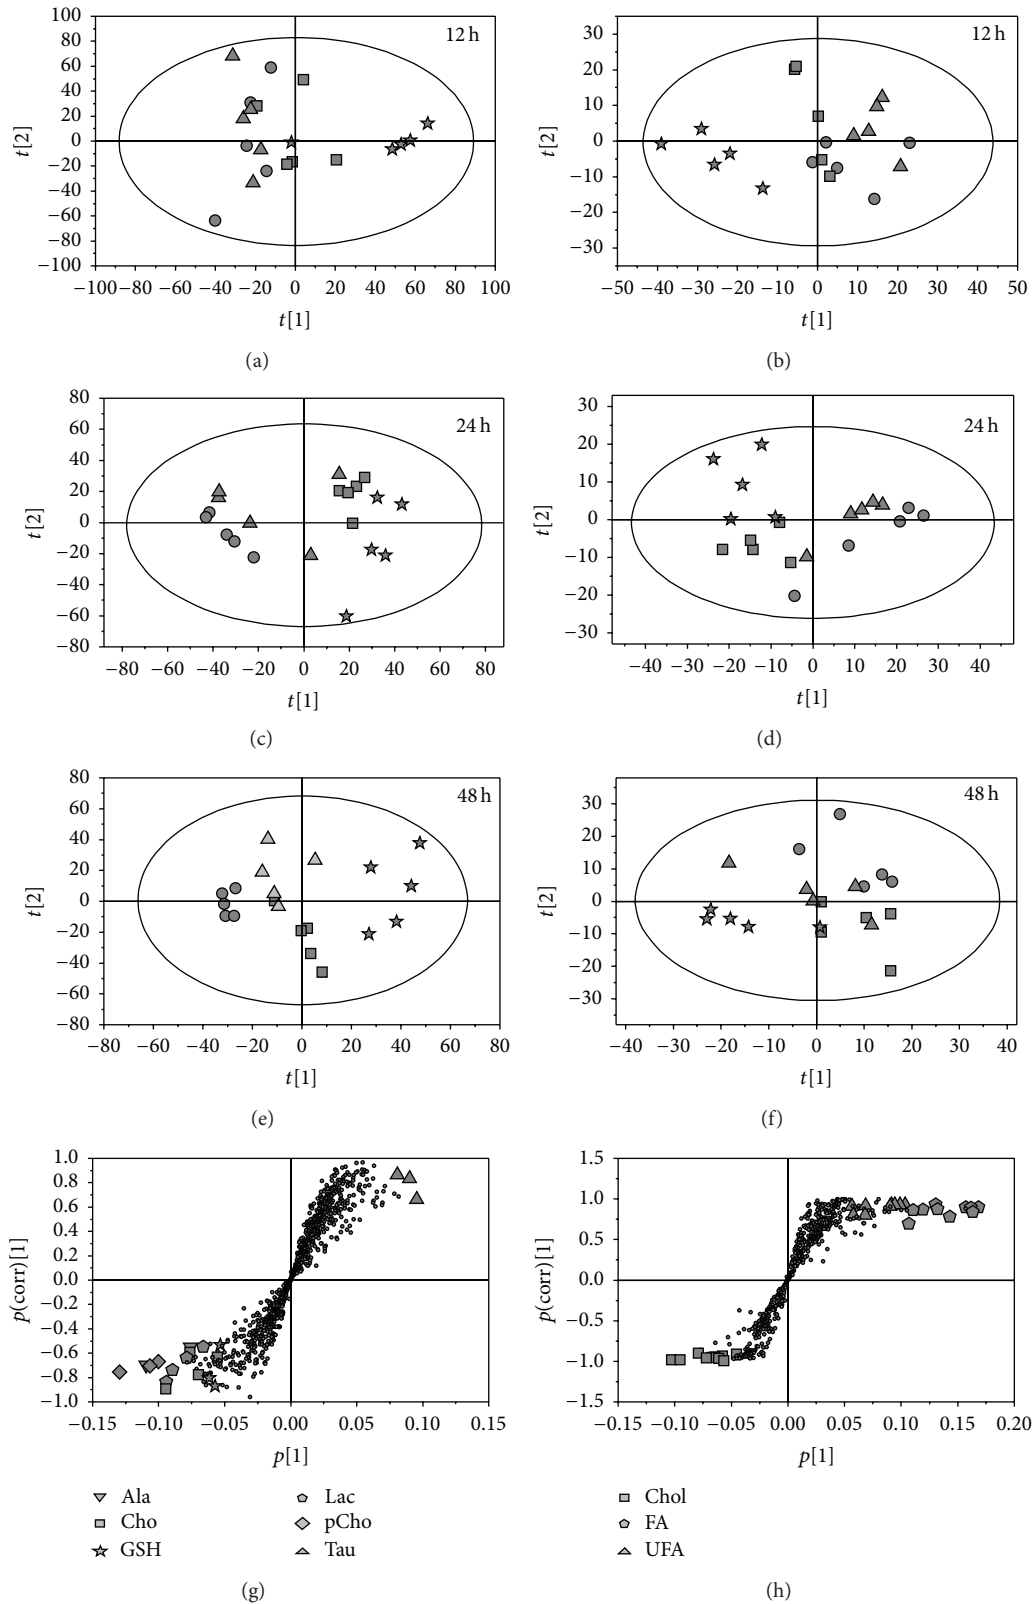 100
80
60
40
20
0
−20
−40
−60
−80
−100
t[2]
12 h
−100 −80 −60 −40 −20 0 20 40 60 80 100
t[1]
(a)
30
20
10
0
−10
−20
−30
t[2]
12 h
−50 −40 −30 −20 −10 0 10 20 30 40 50
t[1]
(b)
80
60
40
20
0
−20
−40
−60
−80
t[2]
24 h
−80 −60 −40 −20 0 20 40 60 80
t[1]
(c)
30
20
10
0
−10
−20
−30
t[2]
24 h
−40 −30 −20 −10 0 10 20 30 40
t[1]
(d)
80
60
40
20
0
−20
−40
−60
−80
t[2]
48 h
−80 −60 −40 −20 0 20 40 60 80
t[1]
(e)
30
20
10
0
−10
−20
−30
t[2]
48 h
−40 −30 −20 −10 0 10 20 30 40
t[1]
(f)
1.0
0.8
0.6
0.4
0.2
0.0
−0.2
−0.4
−0.6
−0.8
−1.0
p(corr)[1]
−0.15 −0.10 −0.05 0.00 0.05 0.10 0.15
p[1]
Ala
Cho
GSH
Lac
pCho
Tau
(g)
1.5
1.0
0.5
0.0
−0.5
−1.0
−1.5
p(corr)[1]
−0.15 −0.10 −0.05 0.00 0.05 0.10 0.15 0.20
p[1]
Chol
FA
UFA
(h)